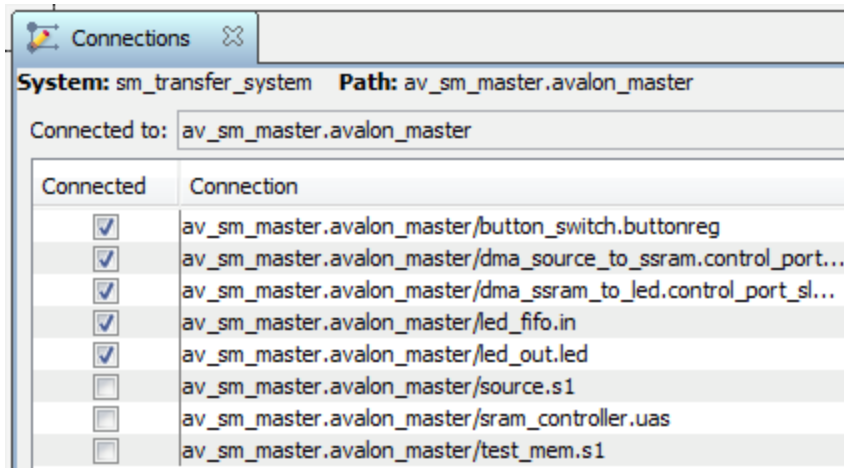 Connections
System: sm_transfer_system Path: av_sm_master.avalon_master
Connected to: av_sm_master.avalon_master
Connected Connection
av_sm_master.avalon_master/button_switch.buttonreg
av_sm_master.avalon_master/dma_source_to_ssram.control_port...
av_sm_master.avalon_master/dma_ssram_to_led.control_port_sl...
av_sm_master.avalon_master/led_fifo.in
av_sm_master.avalon_master/led_out.led
av_sm_master.avalon_master/source.s1
av_sm_master.avalon_master/sram_controller.uas
av_sm_master.avalon_master/test_mem.s1